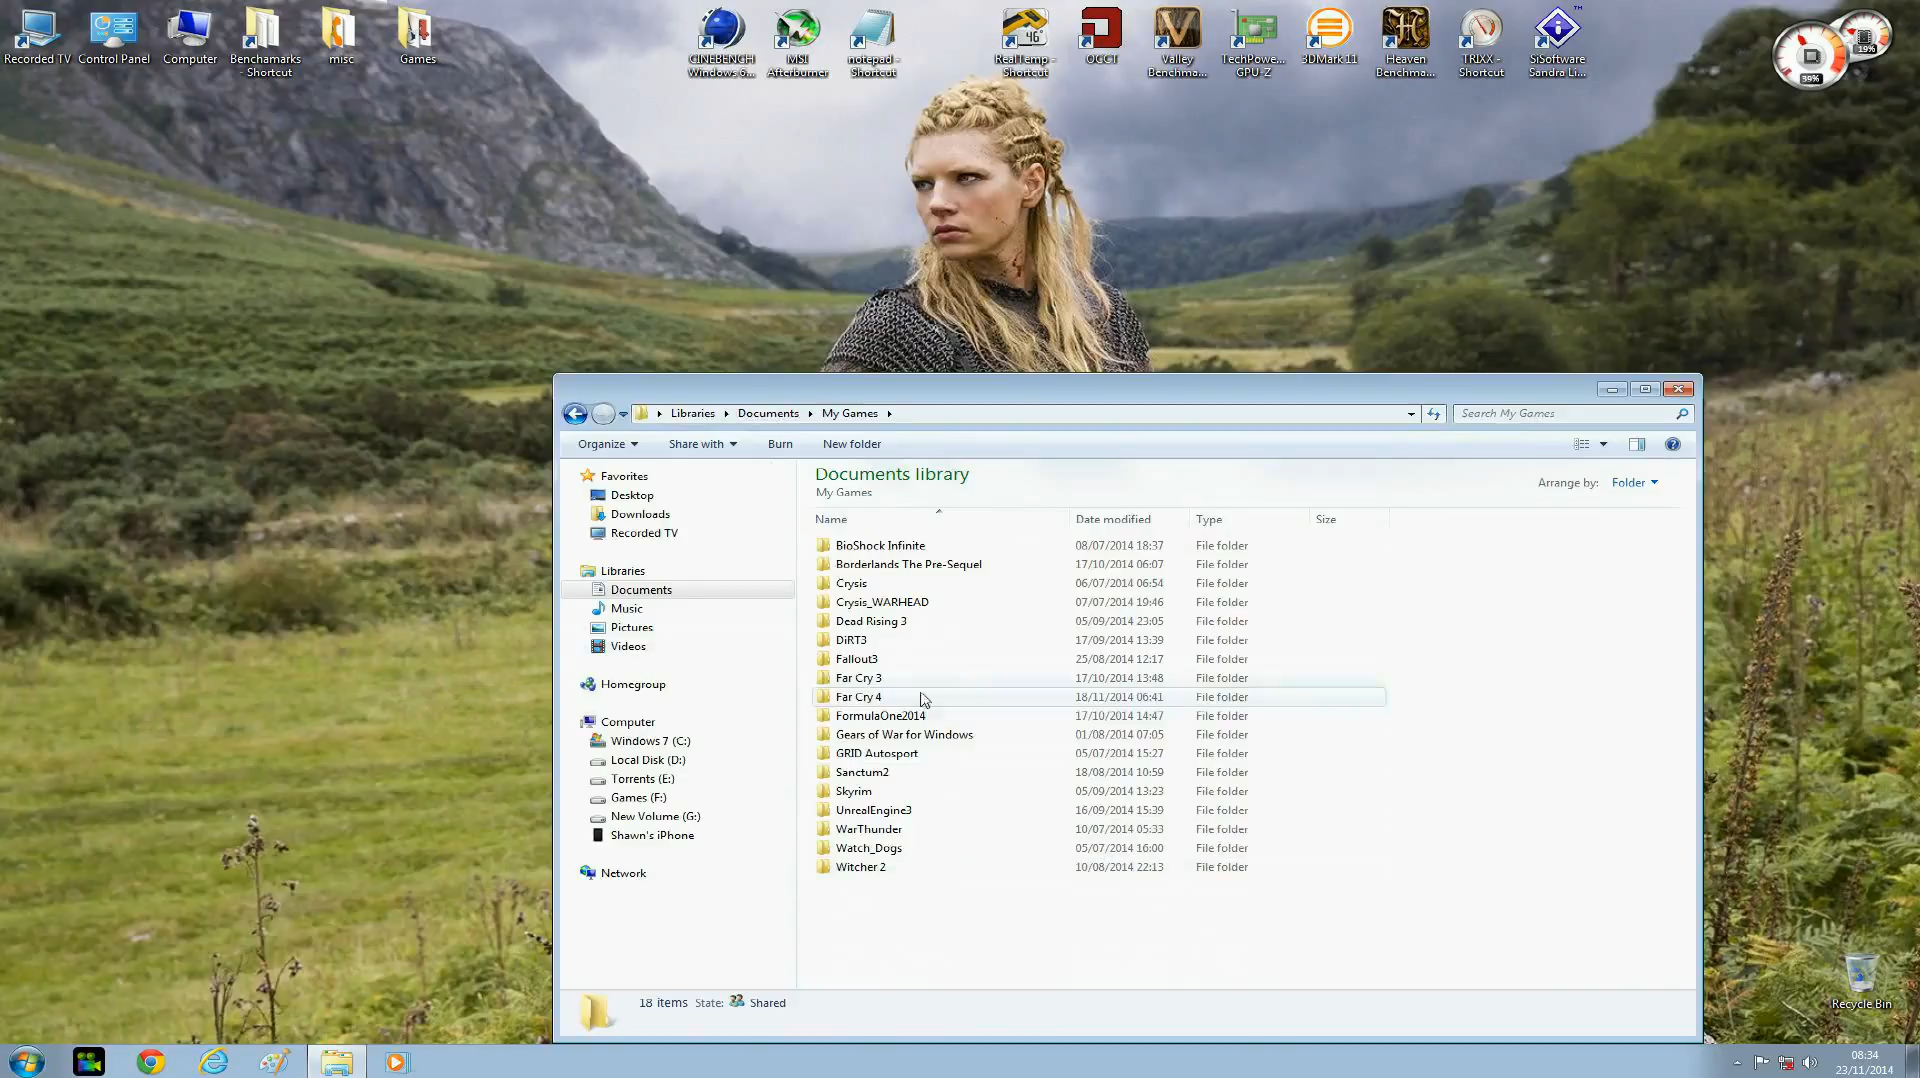 Recorded TV
Control Panel
Computer
Benchamarks - Shortcut
misc
Games
CINEBENCH Windows 6...
MSI Afterburner
notepad - Shortcut
46°
RealTemp - Shortcut
OCCT
Valley Benchma...
TechPowe... GPU-Z
3DMark 11
Heaven Benchma...
TRIXX - Shortcut
SiSoftware Sandra Li...
39%
19%
Libraries Documents My Games
Search My Games
Organize Share with Burn New folder
Documents library
My Games
Arrange by: Folder
Name Date modified Type Size
Favorites
Desktop
Downloads
Recorded TV
Libraries
Documents
Music
Pictures
Videos
Homegroup
Computer
Windows 7 (C:)
Local Disk (D:)
Torrents (E:)
Games (F:)
New Volume (G:)
Shawn's iPhone
Network
BioShock Infinite 08/07/2014 18:37 File folder
Borderlands The Pre-Sequel 17/10/2014 06:07 File folder
Crysis 06/07/2014 06:54 File folder
Crysis_WARHEAD 07/07/2014 19:46 File folder
Dead Rising 3 05/09/2014 23:05 File folder
DiRT3 17/09/2014 13:39 File folder
Fallout3 25/08/2014 12:17 File folder
Far Cry 3 17/10/2014 13:48 File folder
Far Cry 4 18/11/2014 06:41 File folder
FormulaOne2014 17/10/2014 14:47 File folder
Gears of War for Windows 01/08/2014 07:05 File folder
GRID Autosport 05/07/2014 15:27 File folder
Sanctum2 18/08/2014 10:59 File folder
Skyrim 05/09/2014 13:23 File folder
UnrealEngine3 16/09/2014 15:39 File folder
WarThunder 10/07/2014 05:33 File folder
Watch_Dogs 05/07/2014 16:00 File folder
Witcher 2 10/08/2014 22:13 File folder
18 items State: Shared
Recycle Bin
08:34
23/11/2014